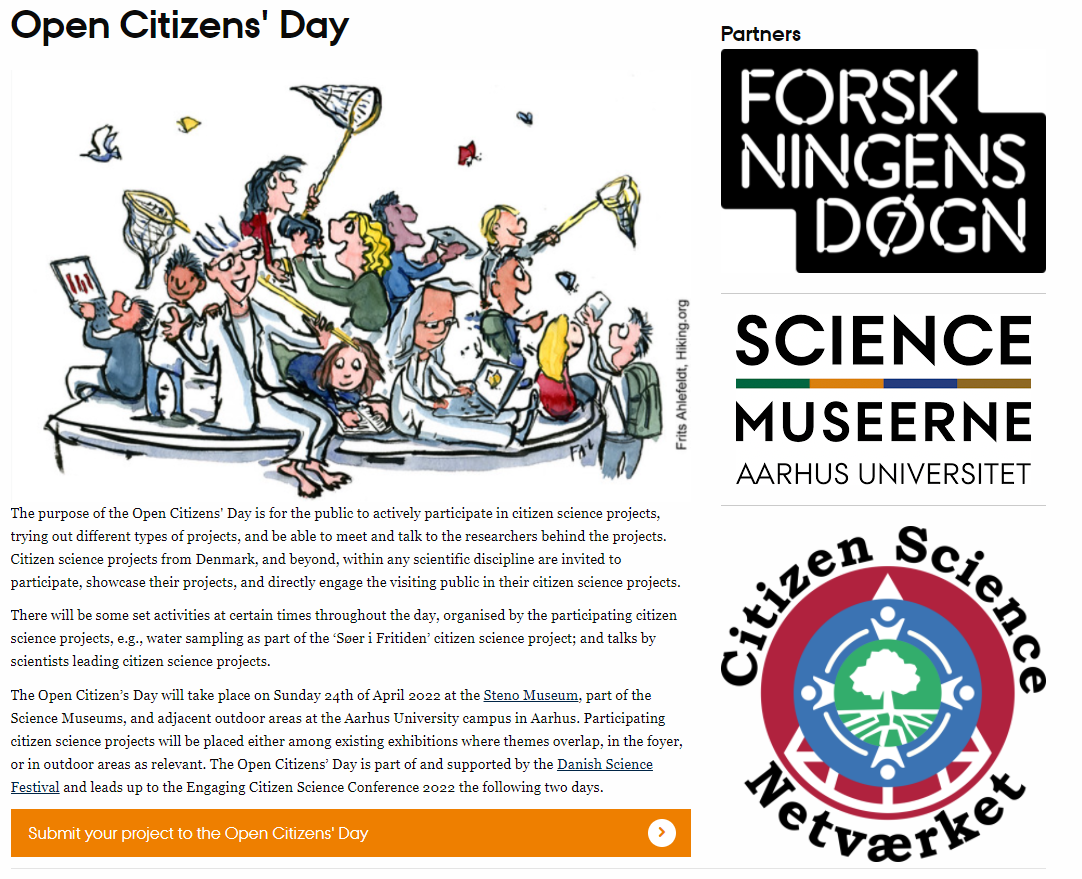 Open Citizens' Day
Frits Ahlefeldt, Hiking.org
The purpose of the Open Citizens' Day is for the public to actively participate in citizen science projects,
trying out different types of projects, and be able to meet and talk to the researchers behind the projects.
Citizen science projects from Denmark, and beyond, within any scientific discipline are invited to
participate, showcase their projects, and directly engage the visiting public in their citizen science projects.
There will be some set activities at certain times throughout the day, organised by the participating citizen
science projects, e.g., water sampling as part of the ‘Søer i Fritiden’ citizen science project; and talks by
scientists leading citizen science projects.
The Open Citizen’s Day will take place on Sunday 24th of April 2022 at the Steno Museum, part of the
Science Museums, and adjacent outdoor areas at the Aarhus University campus in Aarhus. Participating
citizen science projects will be placed either among existing exhibitions where themes overlap, in the foyer,
or in outdoor areas as relevant. The Open Citizens’ Day is part of and supported by the Danish Science
Festival and leads up to the Engaging Citizen Science Conference 2022 the following two days.
Submit your project to the Open Citizens' Day
Partners
FORSK
NINGENS
DØGN
SCIENCE
MUSEERNE
AARHUS UNIVERSITET
Citizen Science
Netværket